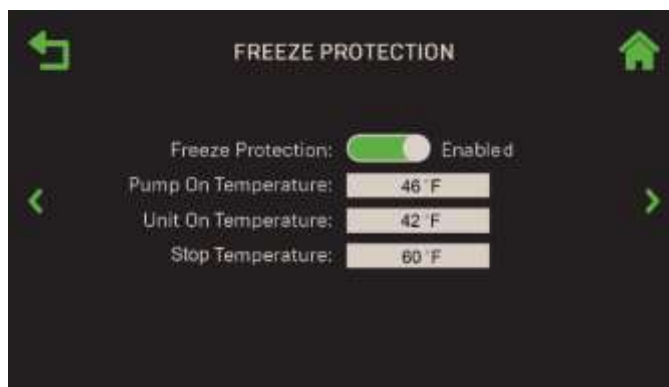 FREEZE PROTECTION
Freeze Protection: Enabled
Pump On Temperature: 46°F
Unit On Temperature: 42°F
Stop Temperature: 60°F